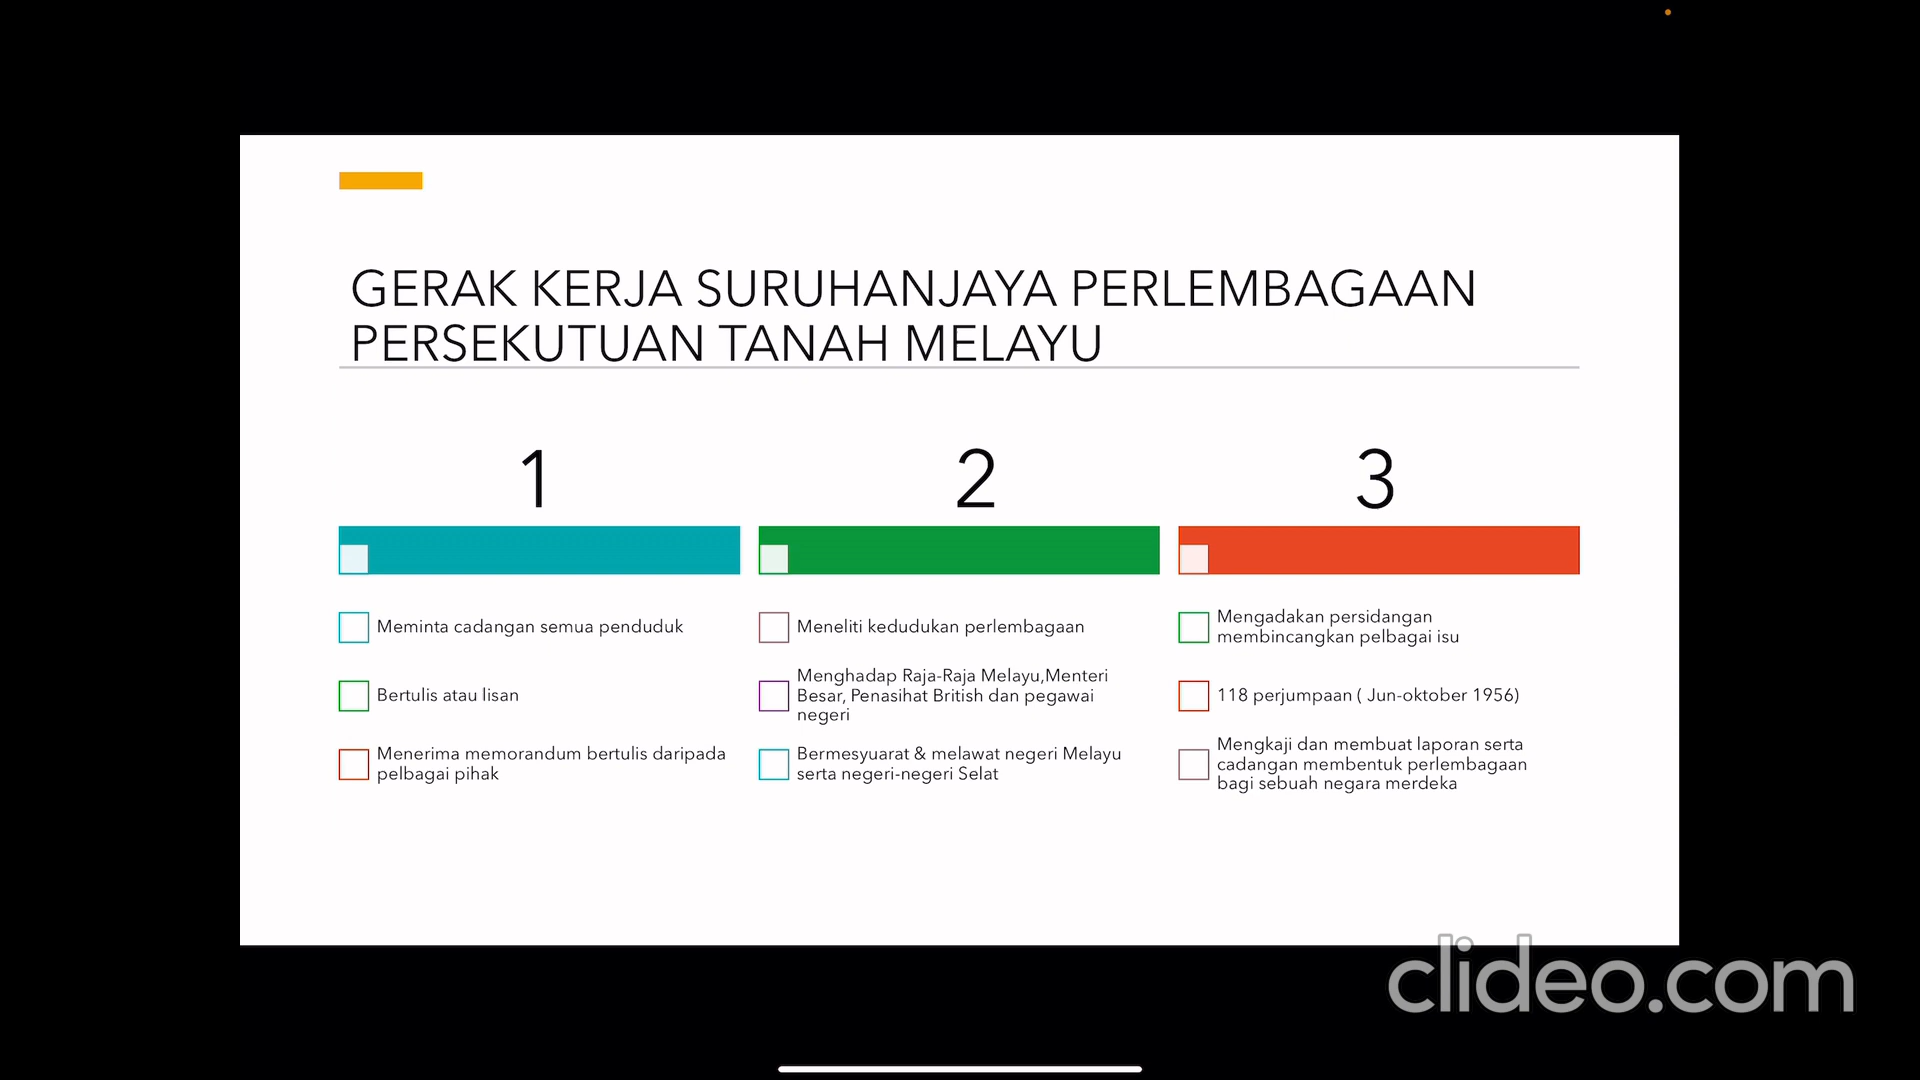 GERAK KERJA SURUHANJAYA PERLEMBAGAAN
PERSEKUTUAN TANAH MELAYU
1
Meminta cadangan semua penduduk
Bertulis atau lisan
Menerima memorandum bertulis daripada
pelbagai pihak
2
Meneliti kedudukan perlembagaan
Menghadap Raja-Raja Melayu,Menteri
Besar, Penasihat British dan pegawai
negeri
Bermesyuarat & melawat negeri Melayu
serta negeri-negeri Selat
3
Mengadakan persidangan
membincangkan pelbagai isu
118 perjumpaan ( Jun-oktober 1956)
Mengkaji dan membuat laporan serta
cadangan membentuk perlembagaan
bagi sebuah negara merdeka
clideo.com